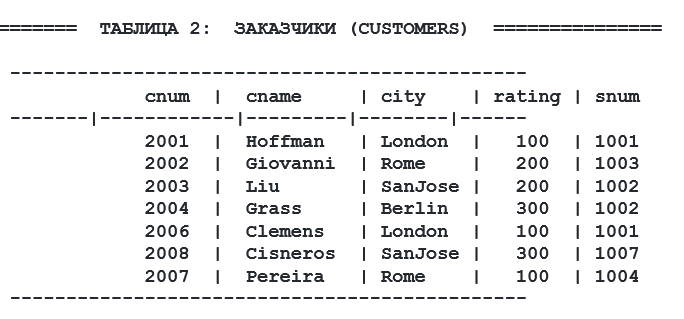 =======  ТАБЛИЦА 2:  ЗАКАЗЧИКИ (CUSTOMERS)  ===============
----------------------------------------------
cnum  |  cname    | city    | rating | snum
-------|------------|---------|--------|------
2001  |  Hoffman   | London  |   100  | 1001
2002  |  Giovanni  | Rome    |   200  | 1003
2003  |  Liu       | SanJose |   200  | 1002
2004  |  Grass     | Berlin  |   300  | 1002
2006  |  Clemens   | London  |   100  | 1001
2008  |  Cisneros  | SanJose |   300  | 1007
2007  |  Pereira   | Rome    |   100  | 1004
----------------------------------------------